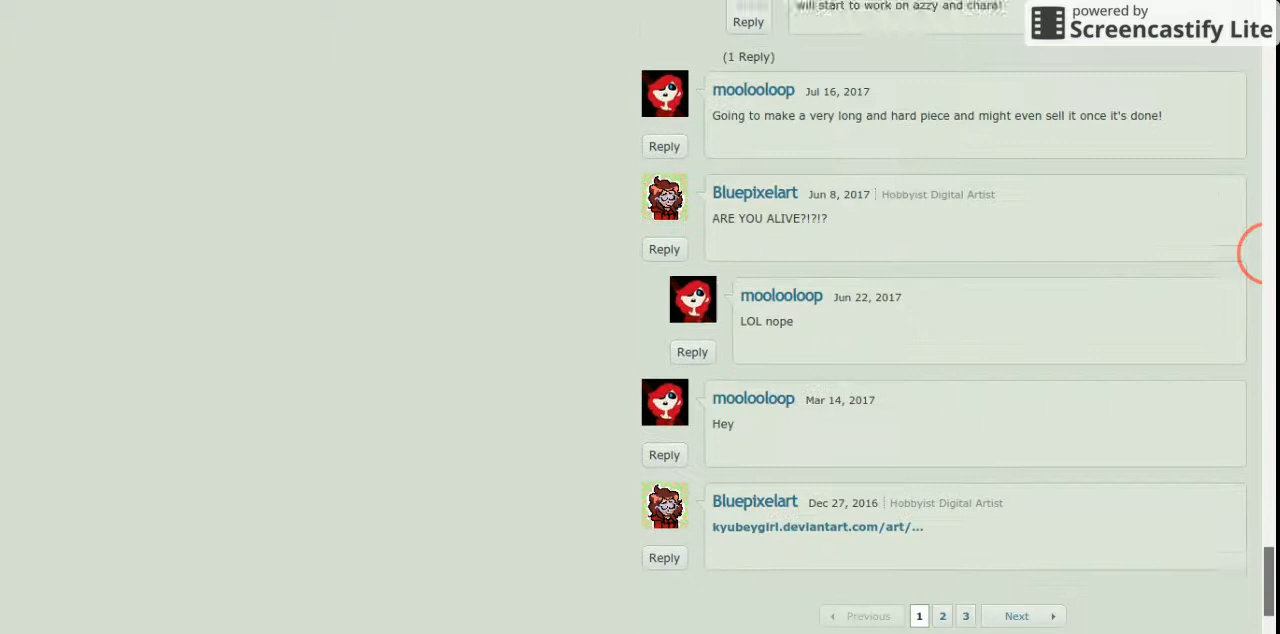 will start to work on azzy and chara!
powered by
Screencastify Lite
Reply
(1 Reply)
moolooloop Jul 16, 2017
Going to make a very long and hard piece and might even sell it once it's done!
Reply
Bluepixelart Jun 8, 2017 Hobbyist Digital Artist
ARE YOU ALIVE?!?!?
Reply
moolooloop Jun 22, 2017
LOL nope
Reply
moolooloop Mar 14, 2017
Hey
Reply
Bluepixelart Dec 27, 2016 Hobbyist Digital Artist
kyubeygirl.deviantart.com/art/...
Reply
Previous 1 2 3 Next